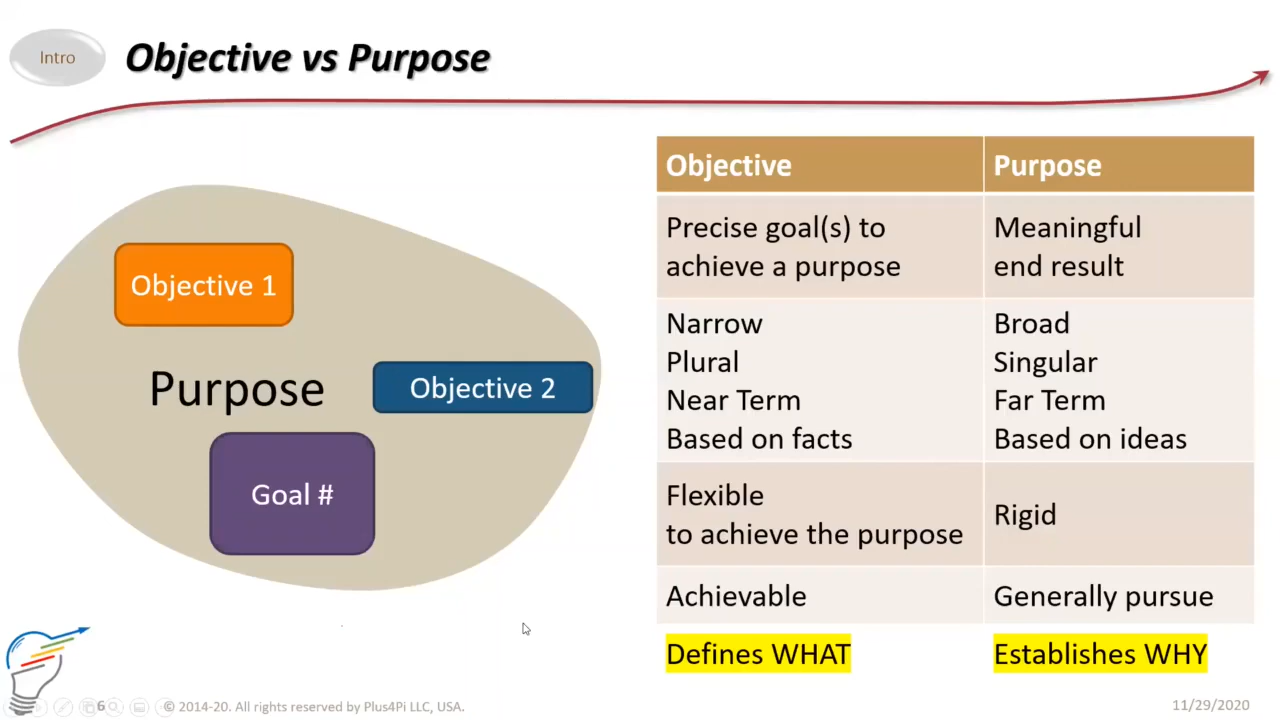 Intro
Objective vs Purpose
Objective 1
Purpose
Objective 2
Goal #
Objective
Purpose
Precise goal(s) to
achieve a purpose
Meaningful
end result
Narrow
Plural
Near Term
Based on facts
Broad
Singular
Far Term
Based on ideas
Flexible
to achieve the purpose
Rigid
Achievable
Generally pursue
Defines WHAT
Establishes WHY
6
© 2014-20. All rights reserved by Plus4Pi LLC, USA.
11/29/2020